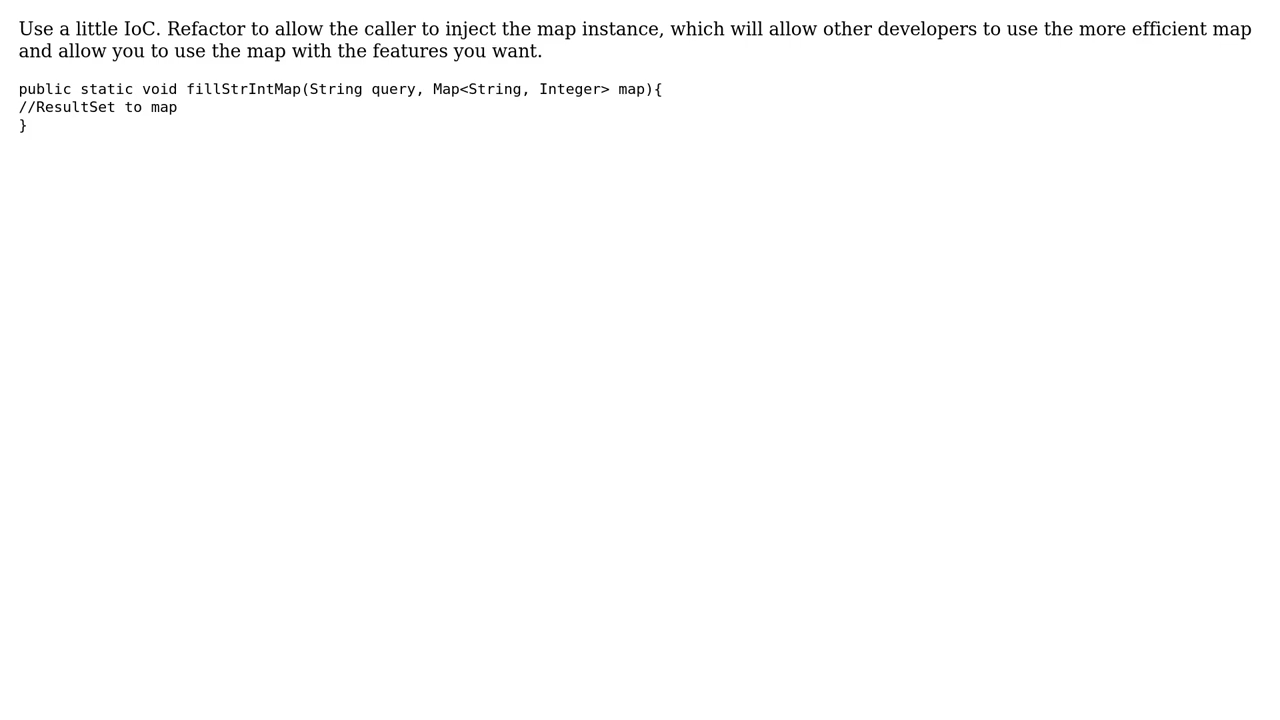 Use a little IoC. Refactor to allow the caller to inject the map instance, which will allow other developers to use the more efficient map
and allow you to use the map with the features you want.
public static void fillStrIntMap(String query, Map<String, Integer> map){
//ResultSet to map
}